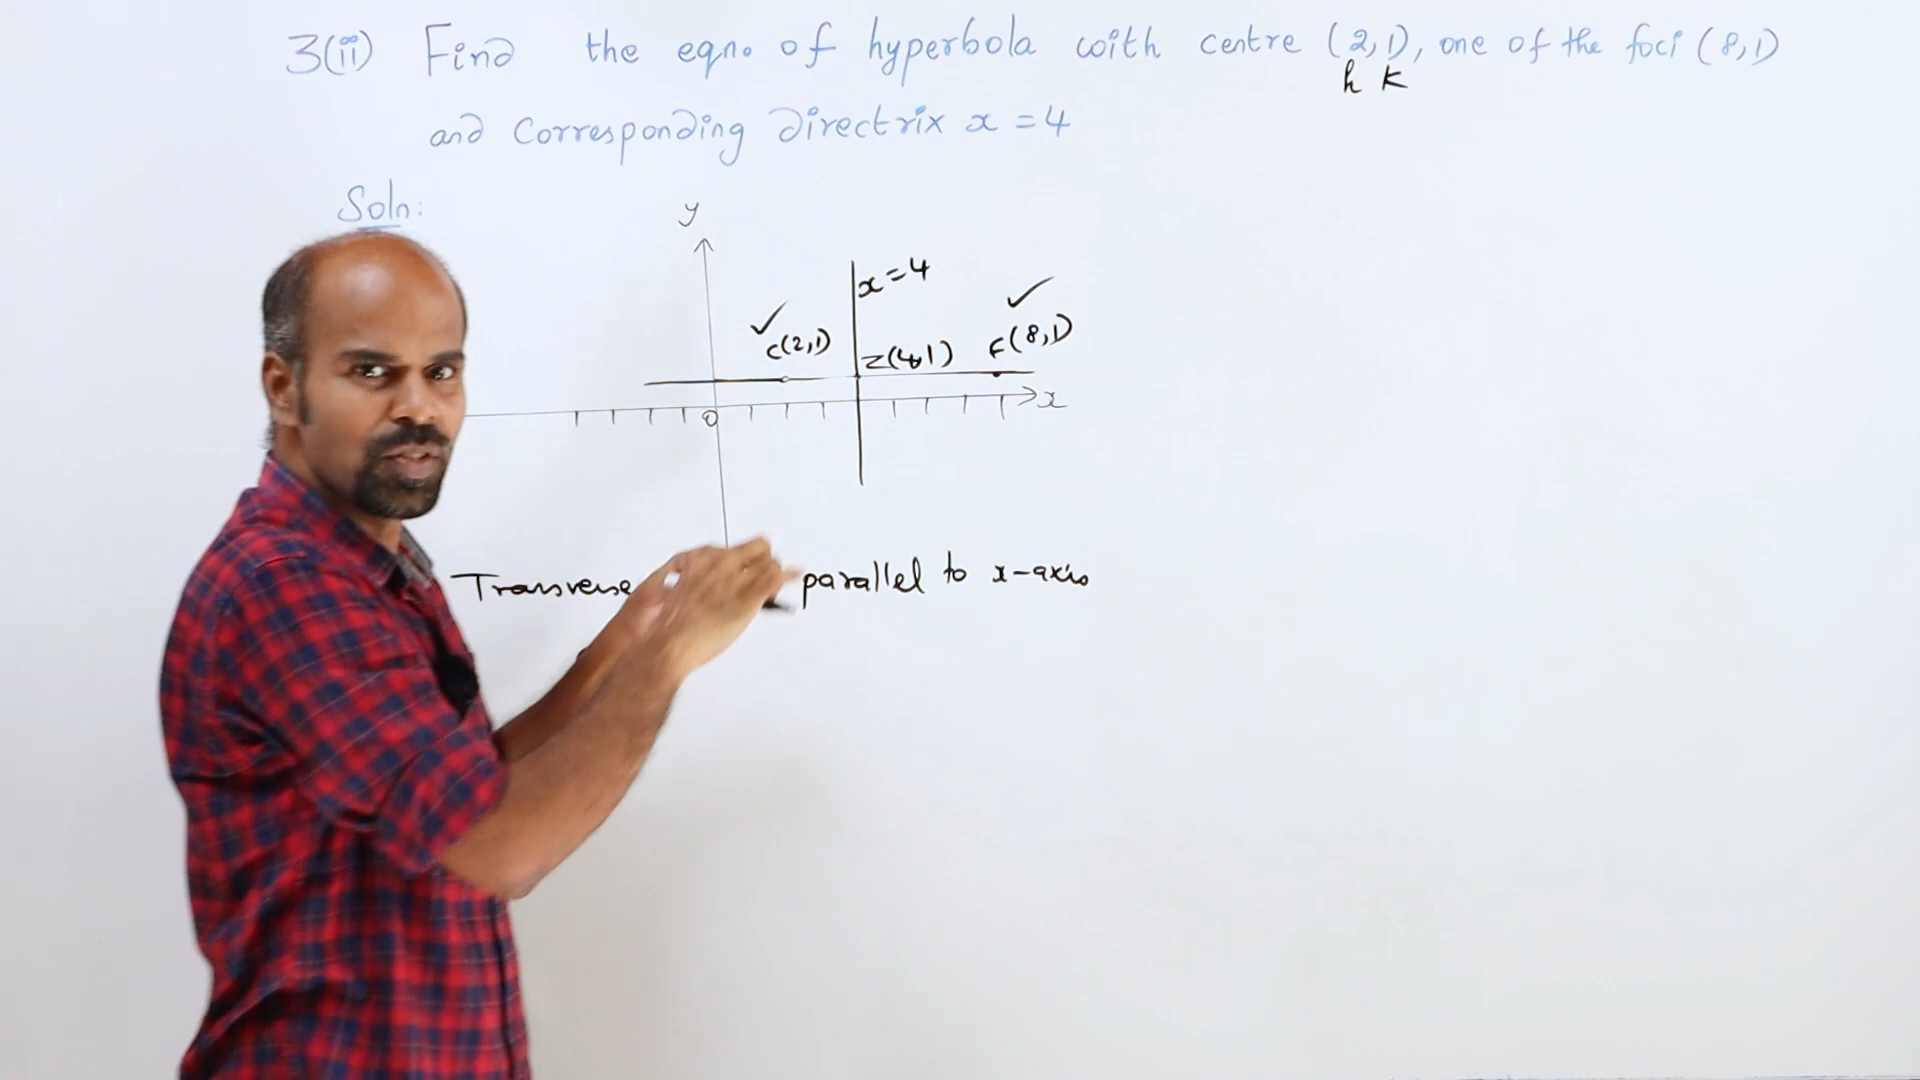 3(ii) Find the eqn. of hyperbola with centre (2,1), one of the foci (8,1)
h k
and corresponding directrix x = 4
Soln:
y
x=4
✓ ✓
C(2,1) Z(4,1) F(8,1)
0 x
Transverse parallel to x-axis